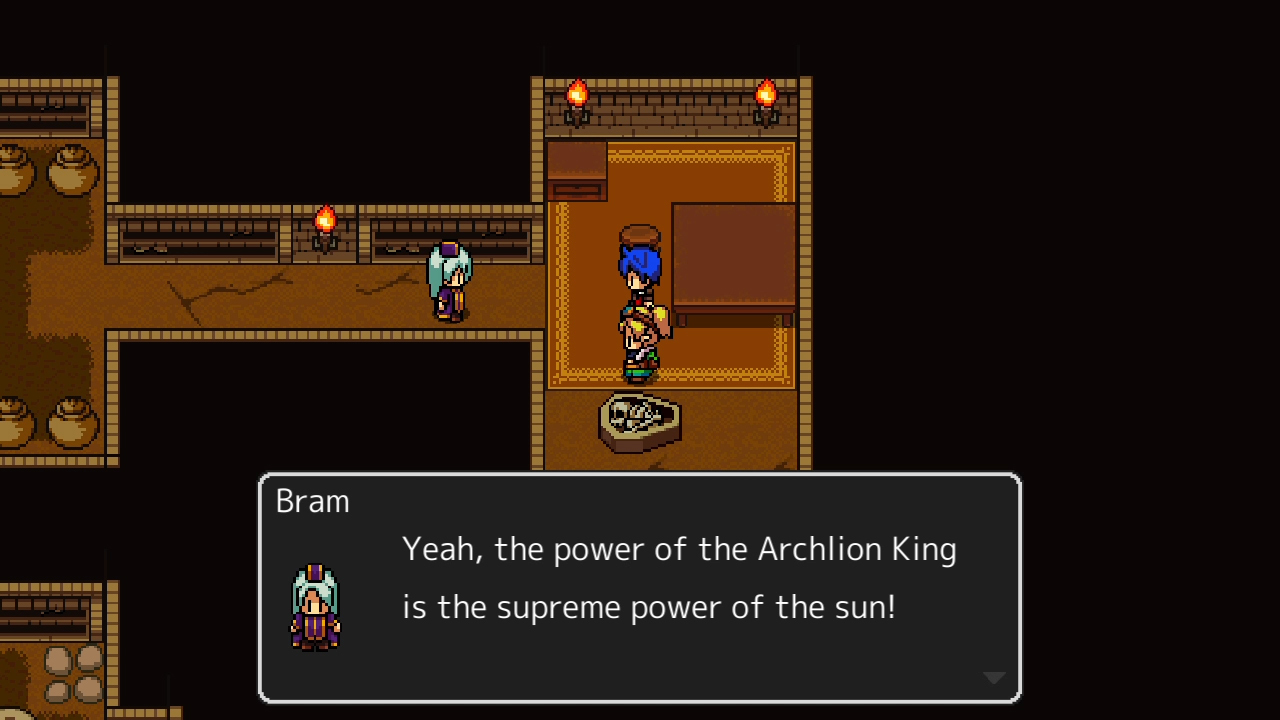 Bram
Yeah, the power of the Archlion King
is the supreme power of the sun!